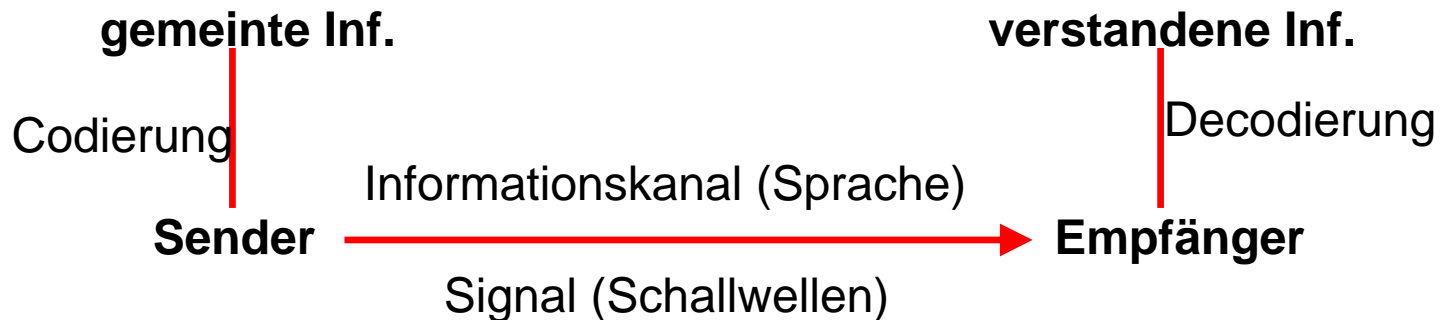 gemeinte Inf.
verstandene Inf.
Codierung
Decodierung
Informationskanal (Sprache)
Sender
Empfänger
Signal (Schallwellen)